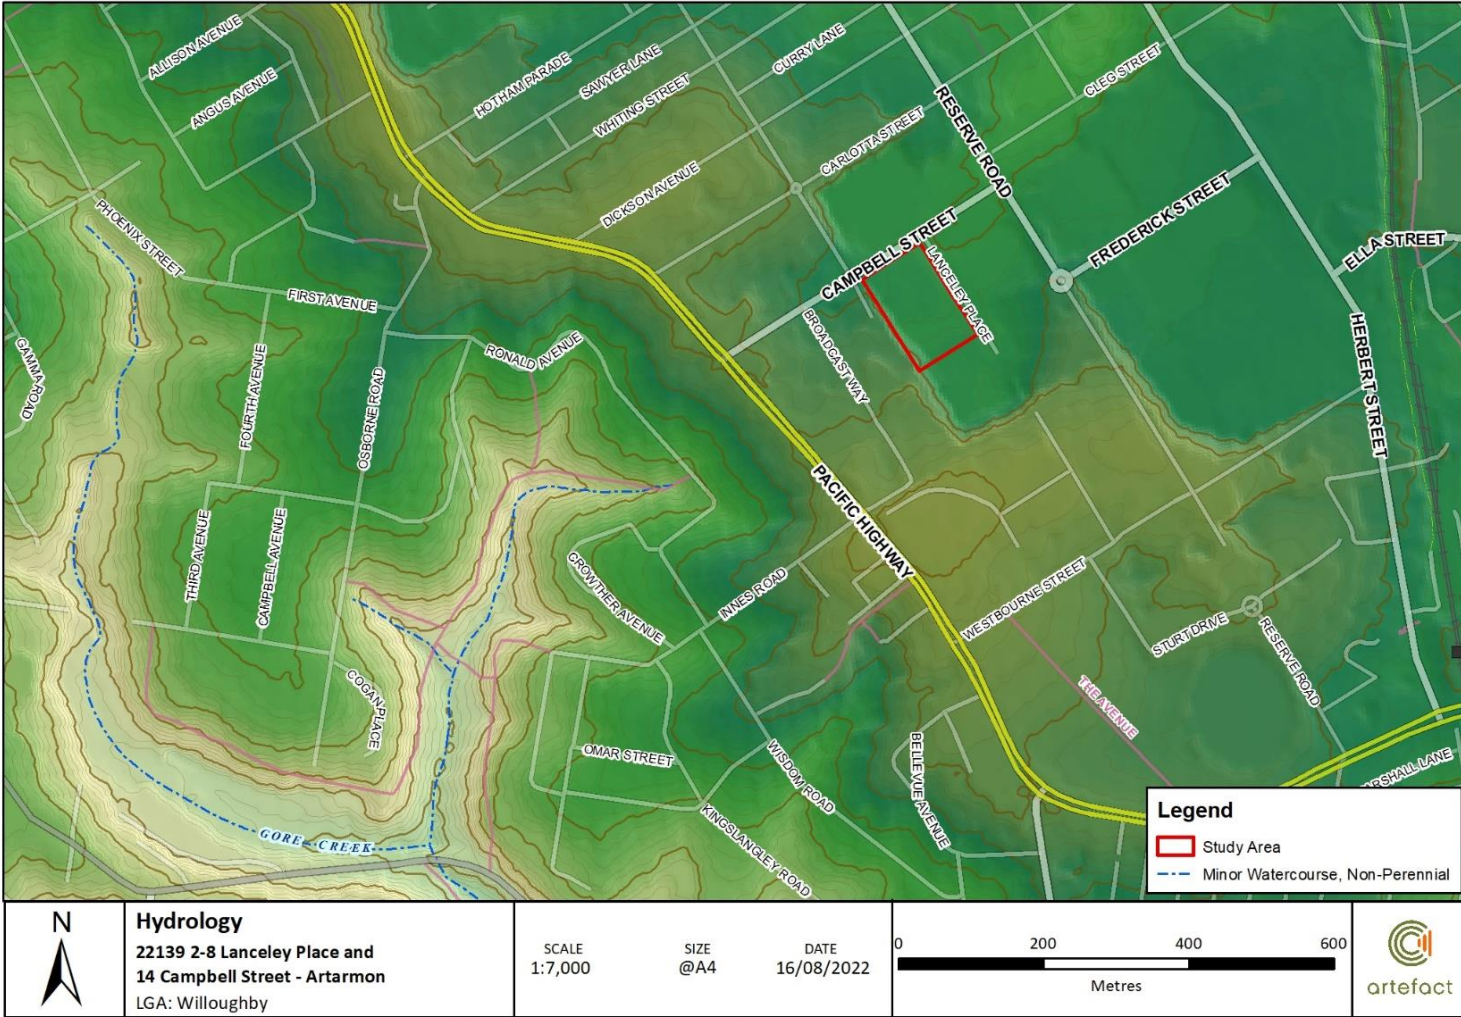 ALLISON AVENUE
ANGUS AVENUE
HOTHAM PARADE
SAWYER LANE
WHITING STREET
CURRY LANE
CLEG STREET
RESERVE ROAD
CARLOTTA STREET
DICKSON AVENUE
PHOENIX STREET
FIRST AVENUE
CAMPBELL STREET
LANCELEY PLACE
FREDERICK STREET
ELLA STREET
HERBERT STREET
BROADCAST WAY
RONALD AVENUE
GAMMA ROAD
FOURTH AVENUE
OSBORNE ROAD
PACIFIC HIGHWAY
THIRD AVENUE
CAMPBELL AVENUE
CROWTHER AVENUE
INNES ROAD
WESTBOURNE STREET
STURT DRIVE
RESERVE ROAD
COGAN PLACE
THE AVENUE
OMAR STREET
WISDOM ROAD
BELLEVUE AVENUE
KINGSLANGLEY ROAD
ARSHALL LANE
GORE CREEK
Legend
Study Area
Minor Watercourse, Non-Perennial
N
Hydrology
22139 2-8 Lanceley Place and
14 Campbell Street - Artarmon
LGA: Willoughby
SCALE
1:7,000
SIZE
@A4
DATE
16/08/2022
0 200 400 600
Metres
artefact